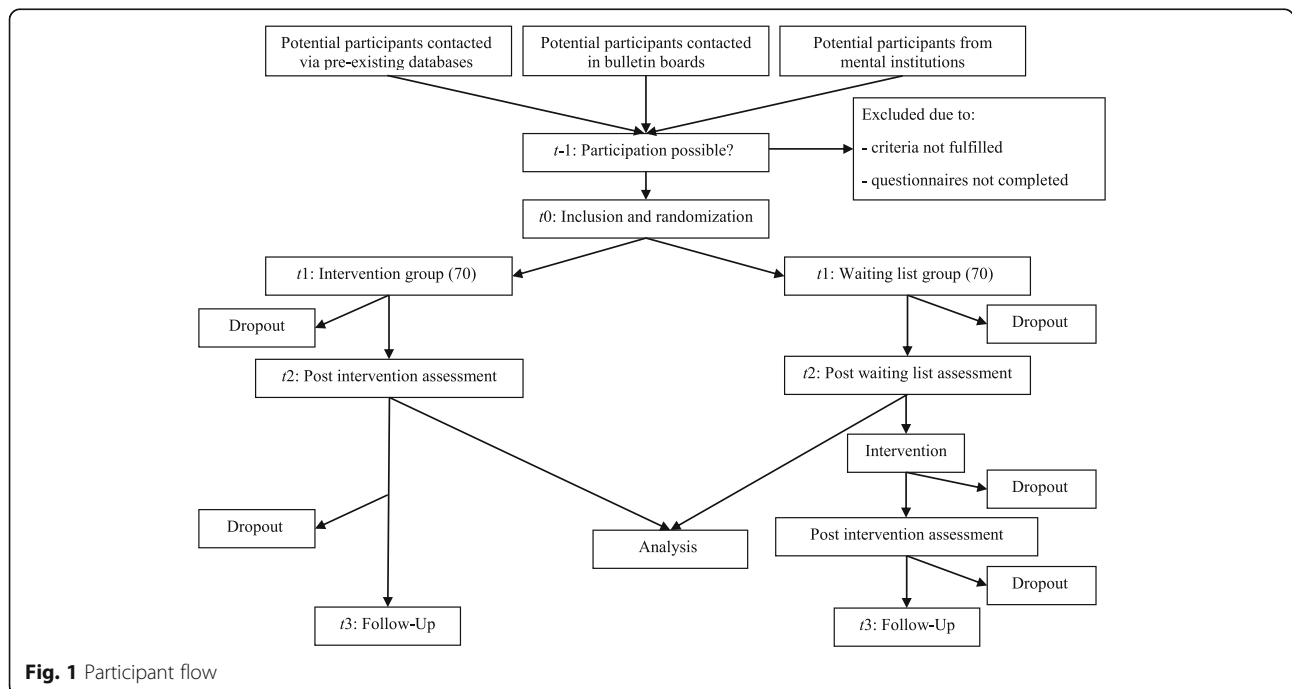 Potential participants contacted
via pre-existing databases
Potential participants contacted
in bulletin boards
Potential participants from
mental institutions
Excluded due to:
- criteria not fulfilled
- questionnaires not completed
t-1: Participation possible?
t0: Inclusion and randomization
t1: Intervention group (70)
t1: Waiting list group (70)
Dropout
Dropout
t2: Post intervention assessment
t2: Post waiting list assessment
Intervention
Dropout
Dropout
Post intervention assessment
Analysis
Dropout
t3: Follow-Up
t3: Follow-Up
Fig. 1 Participant flow